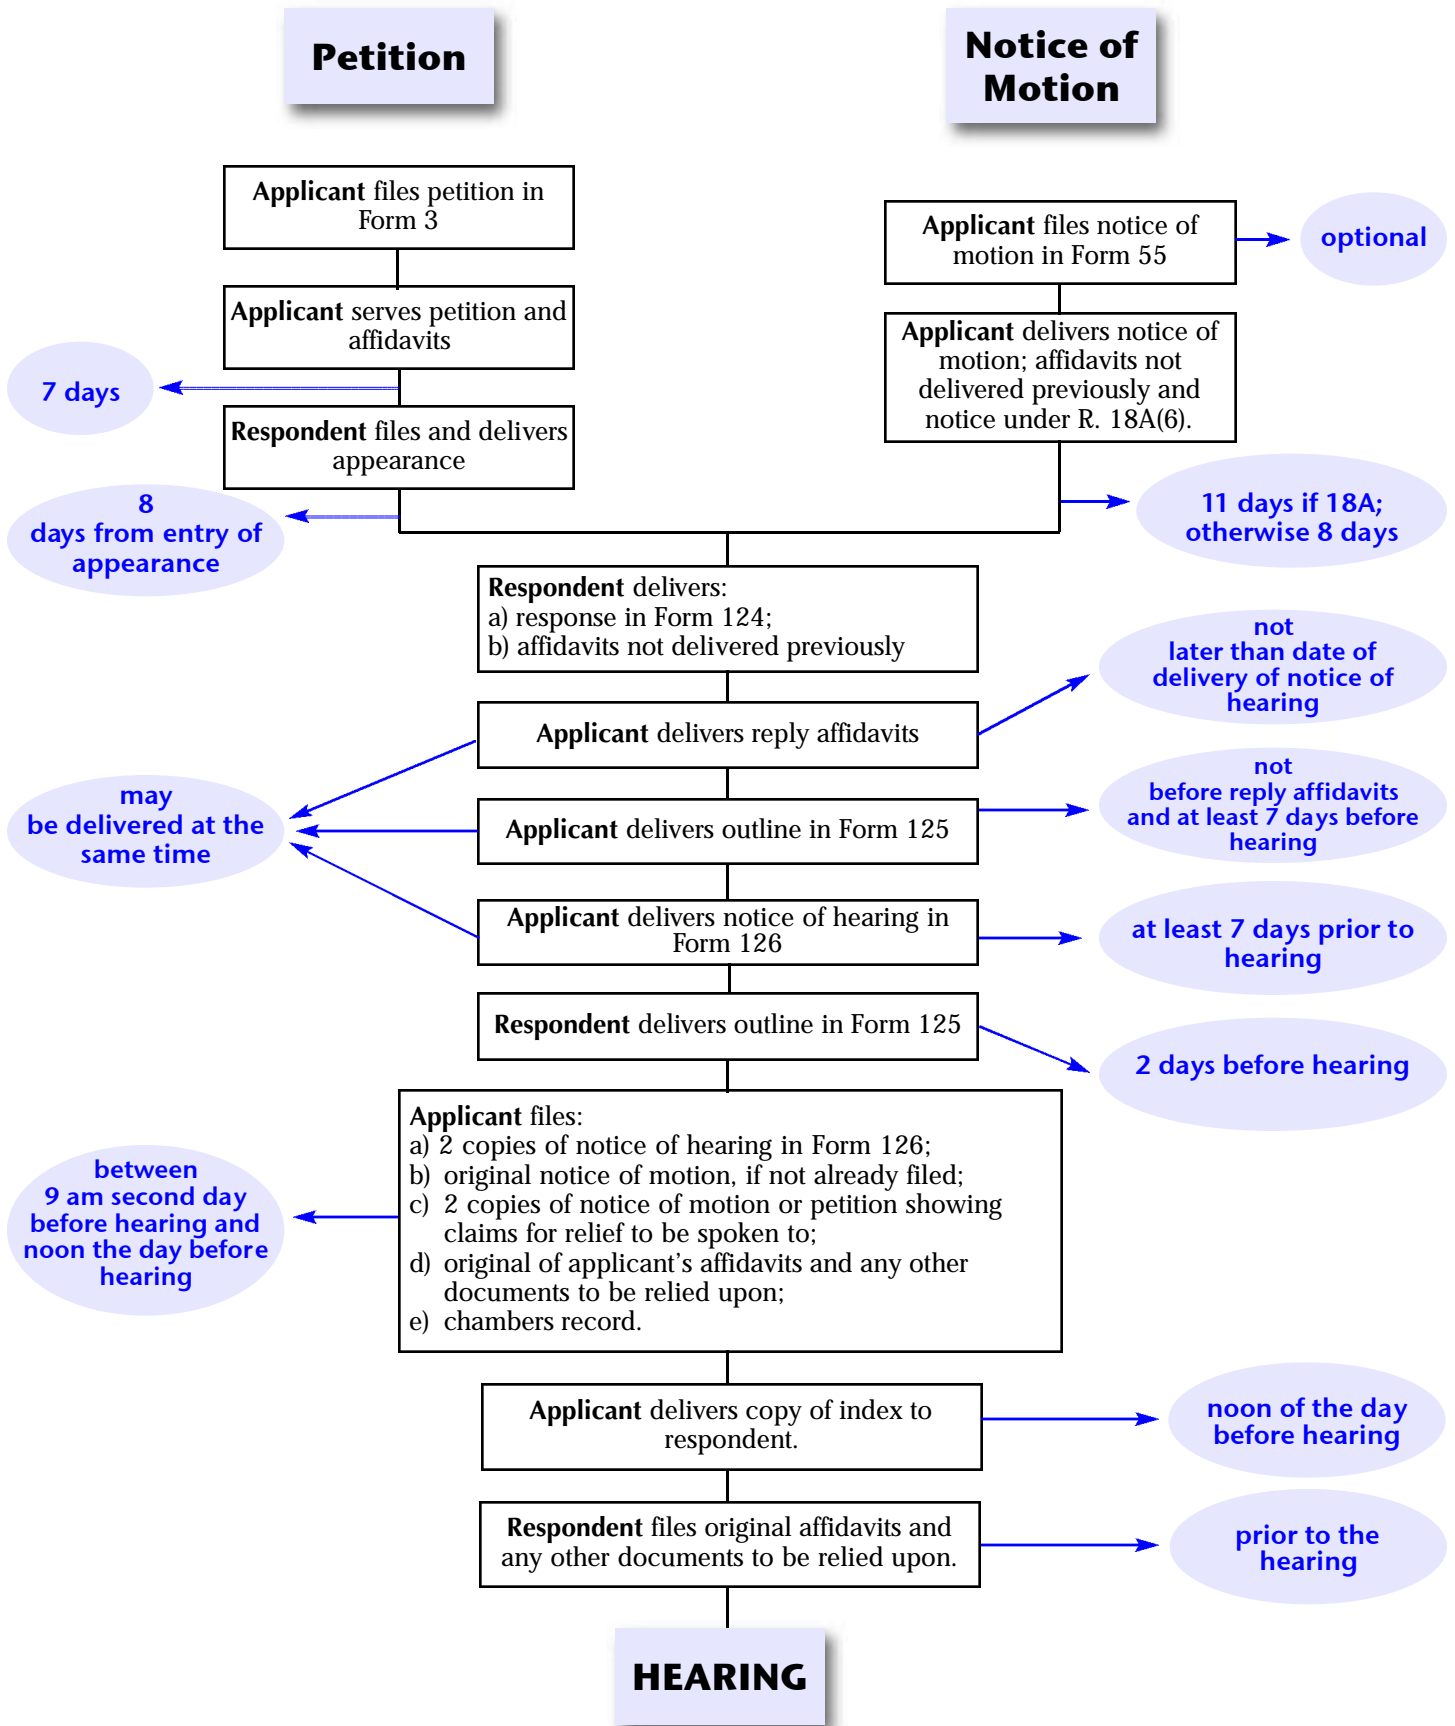 Petition
Notice of
Motion
Applicant files petition in
Form 3
Applicant files notice of
motion in Form 55
optional
Applicant serves petition and
affidavits
Applicant delivers notice of
motion; affidavits not
delivered previously and
notice under R. 18A(6).
7 days
Respondent files and delivers
appearance
8
days from entry of
appearance
11 days if 18A;
otherwise 8 days
Respondent delivers:
a) response in Form 124;
b) affidavits not delivered previously
not
later than date of
delivery of notice of
hearing
Applicant delivers reply affidavits
may
be delivered at the
same time
not
before reply affidavits
and at least 7 days before
hearing
Applicant delivers outline in Form 125
Applicant delivers notice of hearing in
Form 126
at least 7 days prior to
hearing
Respondent delivers outline in Form 125
2 days before hearing
Applicant files:
a) 2 copies of notice of hearing in Form 126;
b) original notice of motion, if not already filed;
c) 2 copies of notice of motion or petition showing
claims for relief to be spoken to;
d) original of applicant's affidavits and any other
documents to be relied upon;
e) chambers record.
between
9 am second day
before hearing and
noon the day before
hearing
Applicant delivers copy of index to
respondent.
noon of the day
before hearing
Respondent files original affidavits and
any other documents to be relied upon.
prior to the
hearing
HEARING